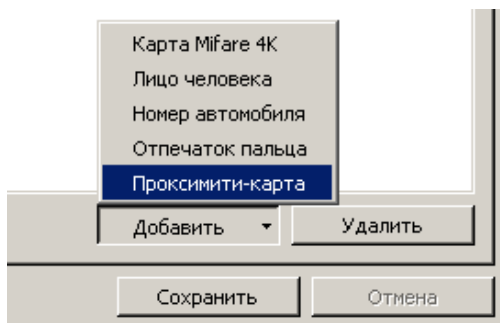 Карта Mifare 4K
Лицо человека
Номер автомобиля
Отпечаток пальца
Проксимити-карта
Добавить
Удалить
Сохранить
Отмена